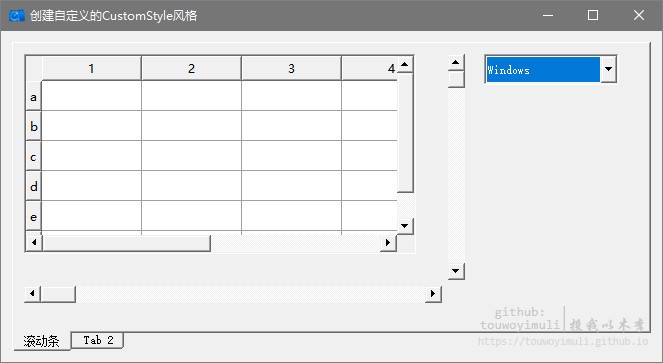 创建自定义的CustomStyle风格
1 2 3 4
a
b
c
d
e
Windows
滚动条 Tab 2
github:
touwoyimuli
投我以木李
https://touwoyimuli.github.io